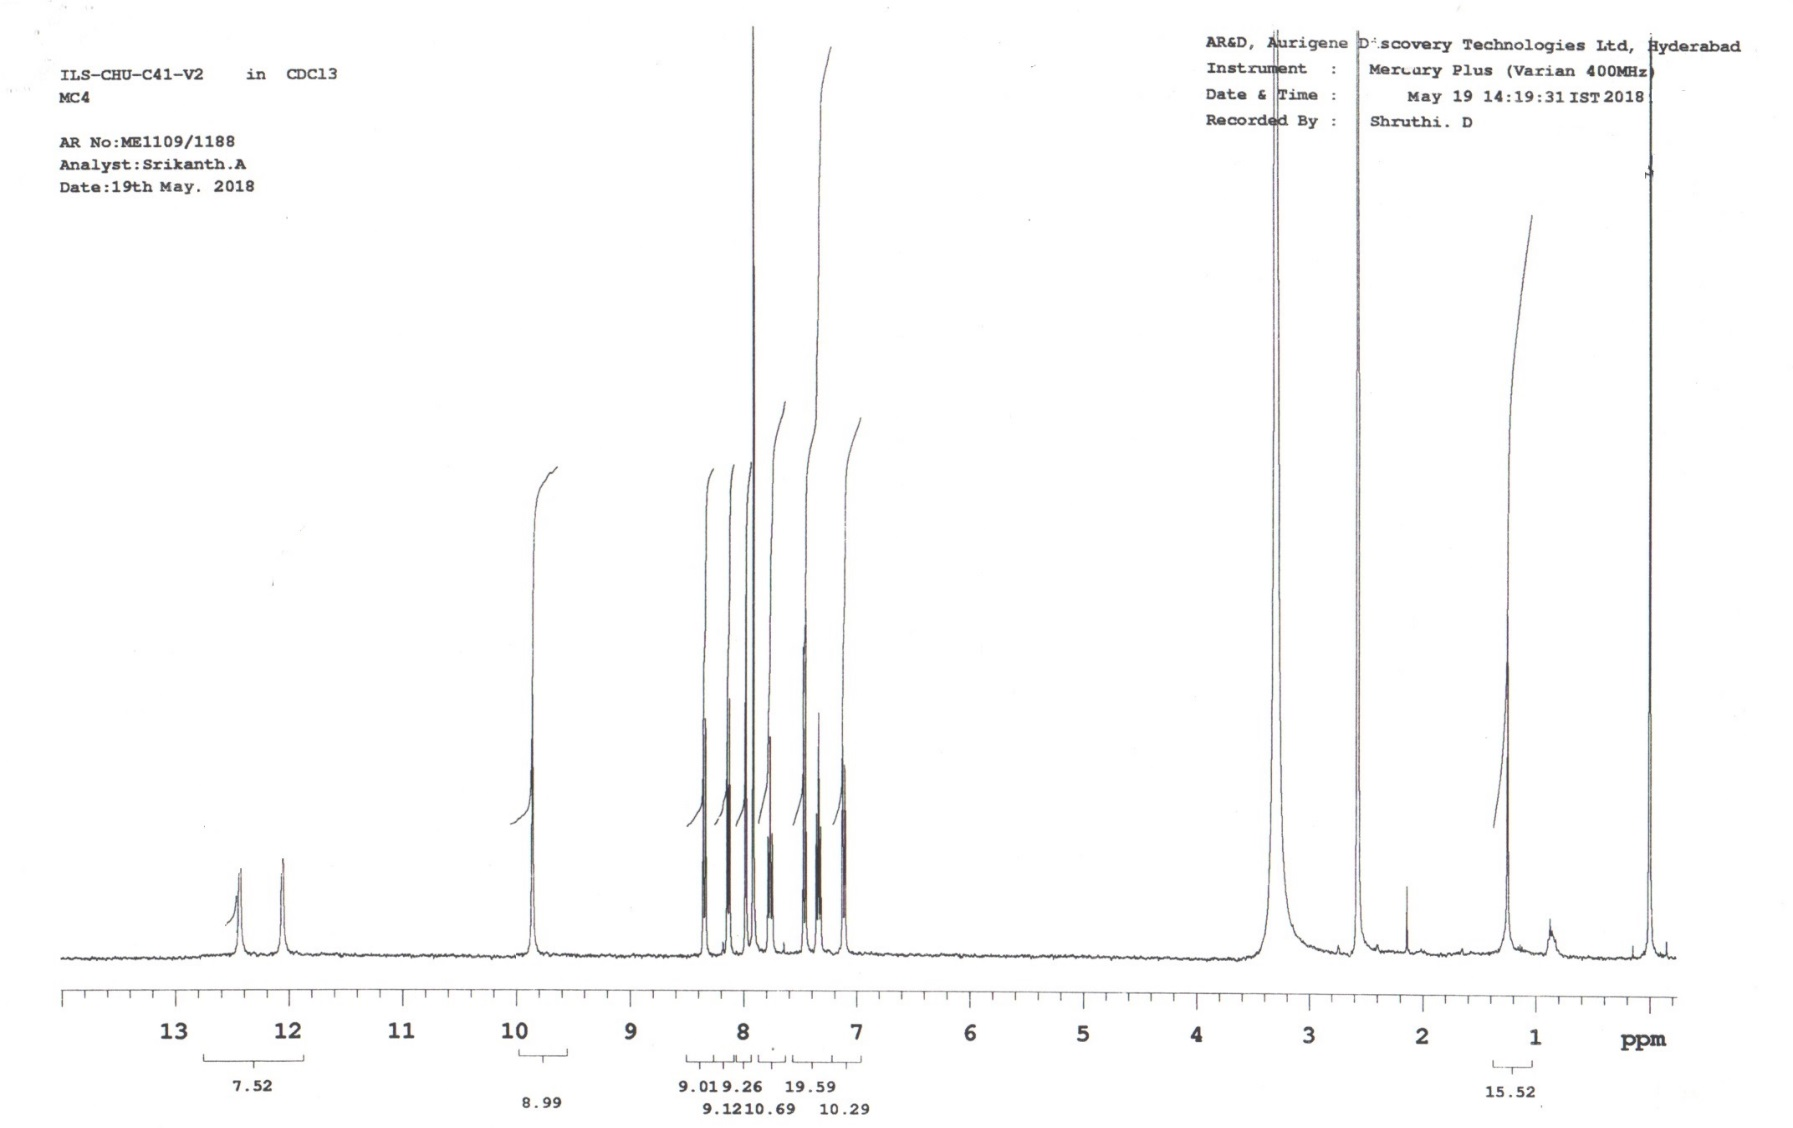 ILS-CHU-C41-V2 in CDCl3
MC4
AR No:ME1109/1188
Analyst:Srikanth.A
Date:19th May. 2018
AR&D, Aurigene Discovery Technologies Ltd, Hyderabad
Instrument : Mercury Plus (Varian 400MHz)
Date & Time : May 19 14:19:31 IST 2018
Recorded By : Shruthi. D
13 12 11 10 9 8 7 6 5 4 3 2 1 ppm
7.52 8.99 9.01 9.26 19.59 15.52
9.12 10.69 10.29